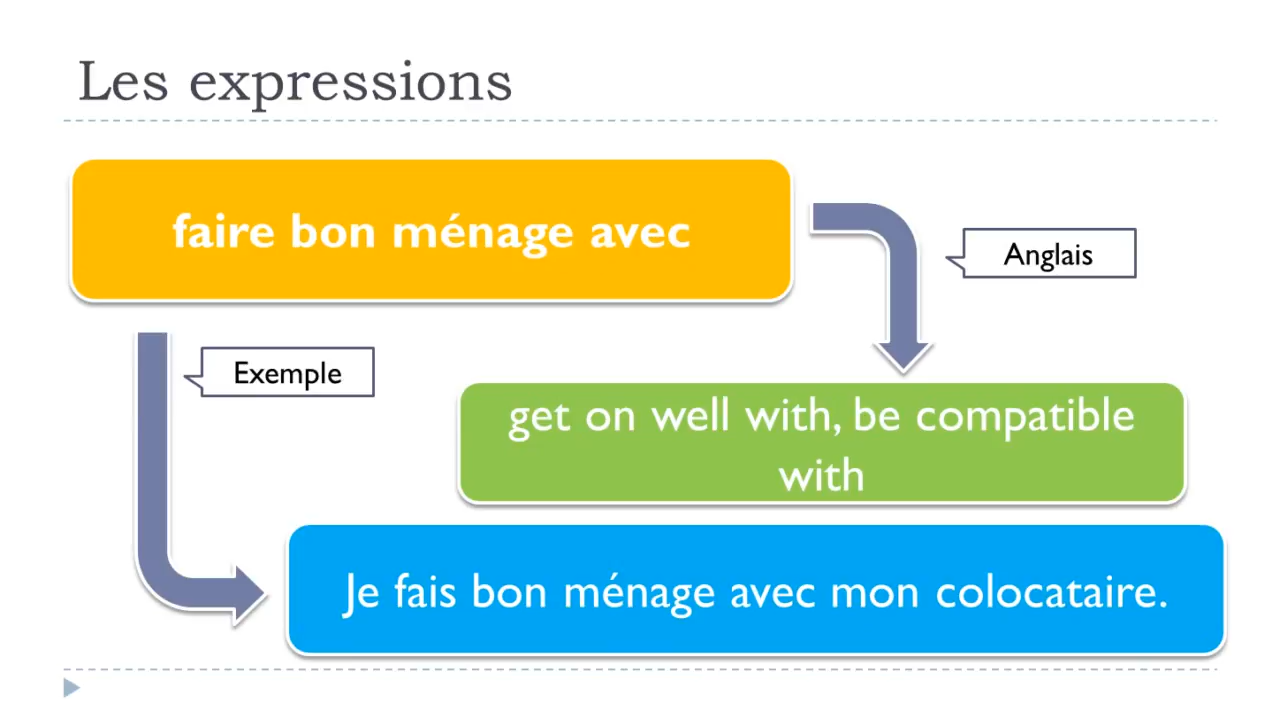 Les expressions
faire bon ménage avec
Anglais
Exemple
get on well with, be compatible
with
Je fais bon ménage avec mon colocataire.